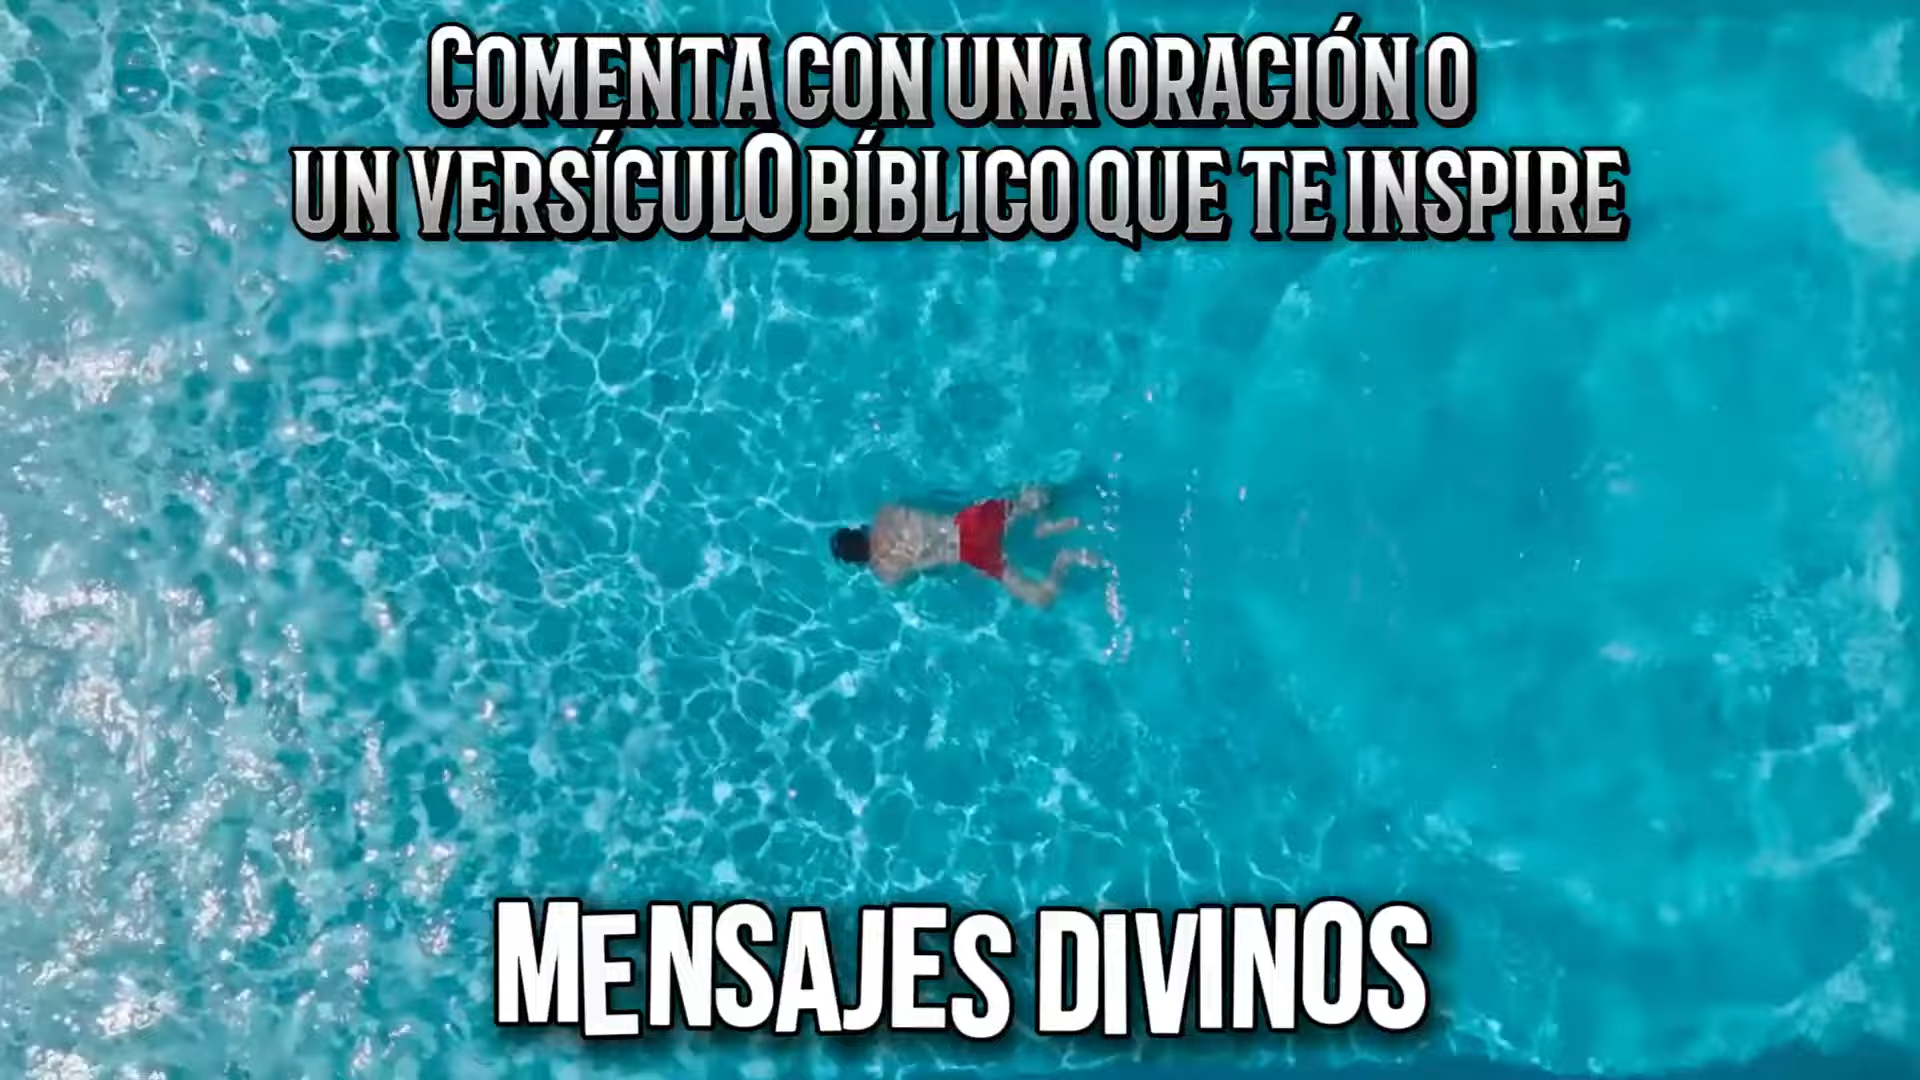 COMENTA CON UNA ORACIÓN O
UN VERSÍCULO BÍBLICO QUE TE INSPIRE
MENSAJES DIVINOS